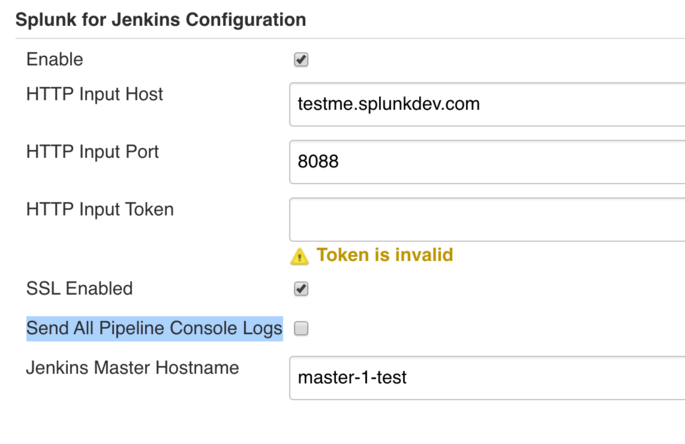 Splunk for Jenkins Configuration
Enable
HTTP Input Host
testme.splunkdev.com
HTTP Input Port
8088
HTTP Input Token
Token is invalid
SSL Enabled
Send All Pipeline Console Logs
Jenkins Master Hostname
master-1-test